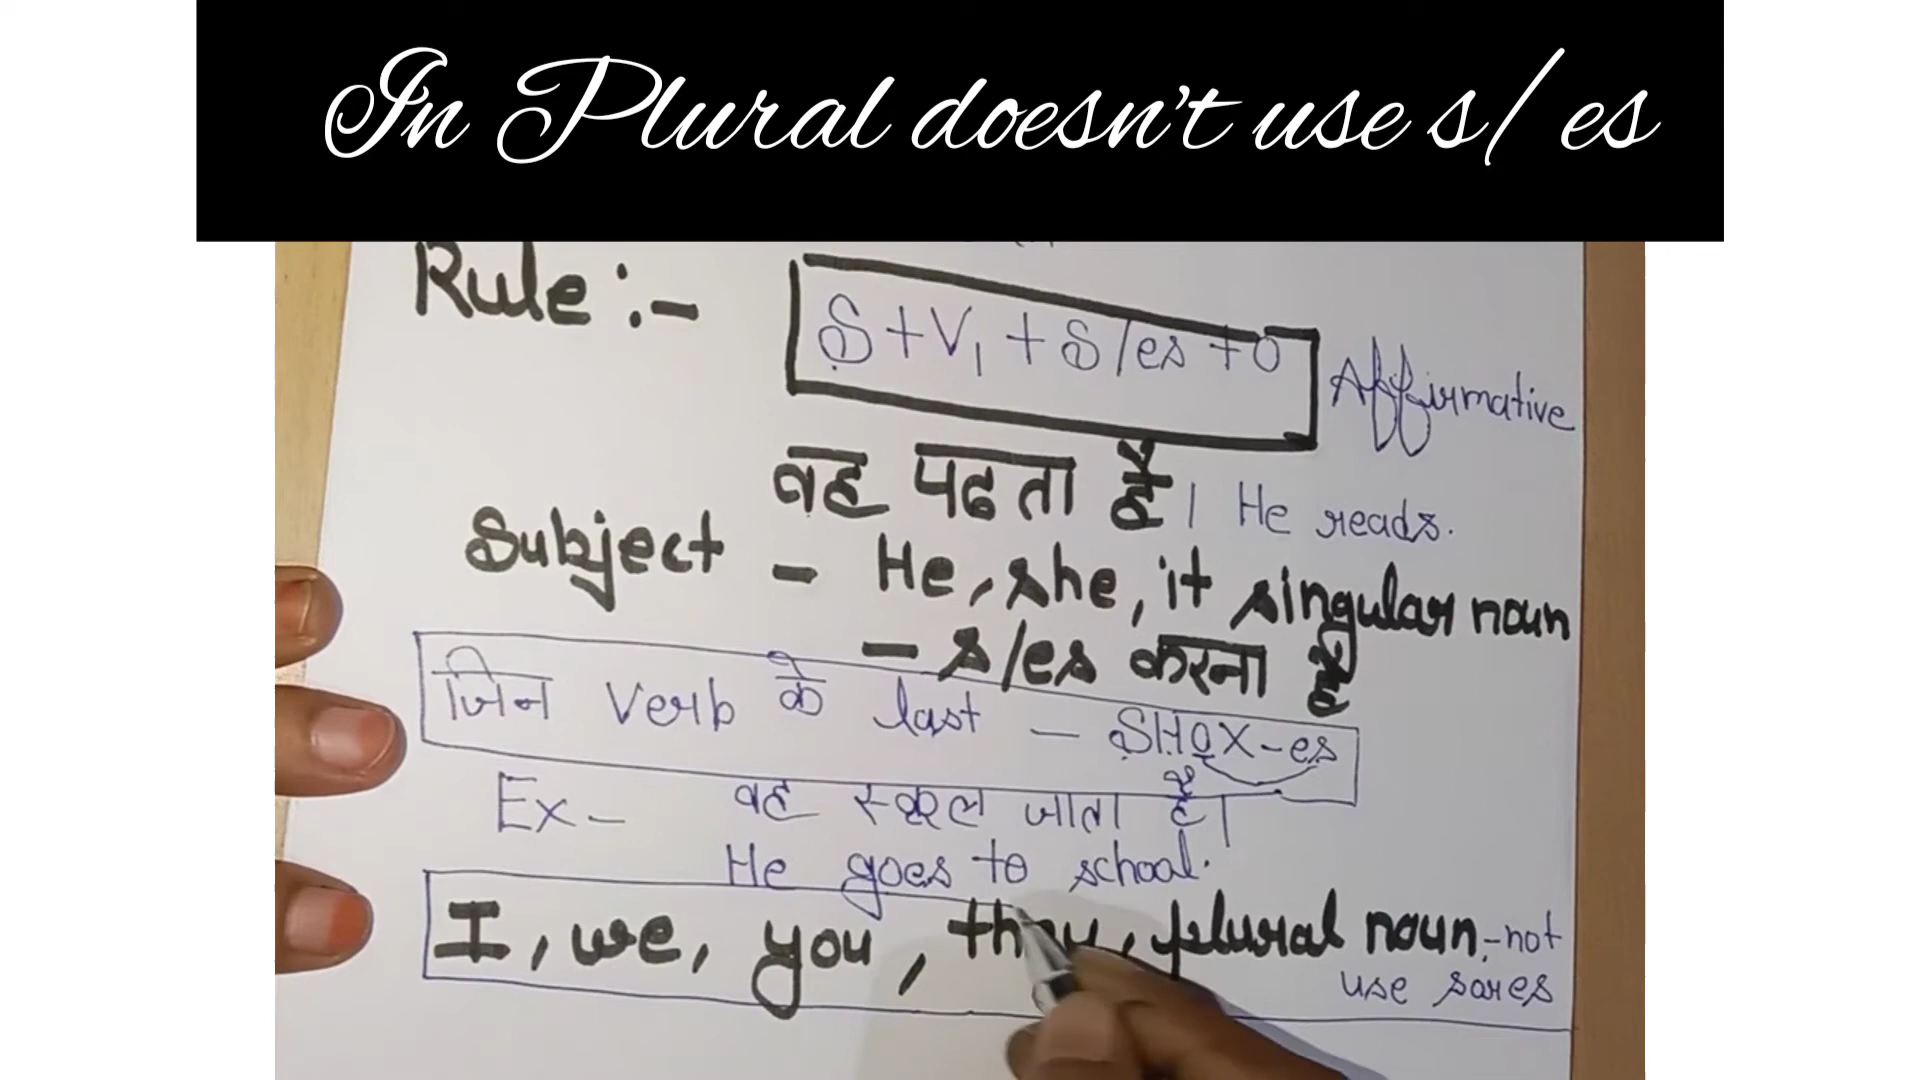 In Plural doesn't use s/es
Rule :-
S + V₁ + S/es + O
Affirmative
वह पढता है। He reads.
Subject - He, she, it singular noun
- s/es करना है
जिन Verb के last - SHOX - es
Ex - वह स्कूल जाता है।
He goes to school.
I, we, you, they, plural noun - not
use s or es